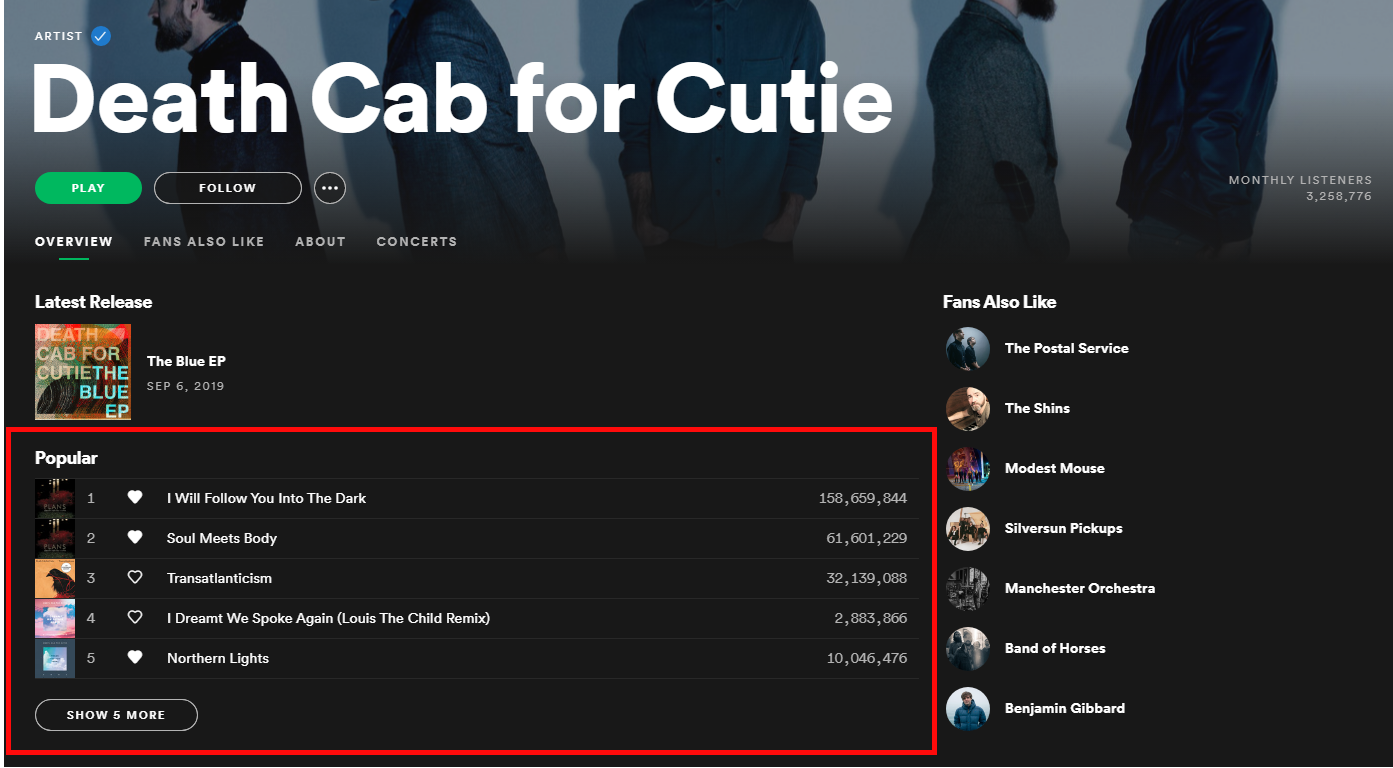 ARTIST
Death Cab for Cutie
PLAY
FOLLOW
MONTHLY LISTENERS
3,258,776
OVERVIEW
FANS ALSO LIKE
ABOUT
CONCERTS
Latest Release
DEATH
CAB FOR
CUTIE THE
BLUE
EP
The Blue EP
SEP 6, 2019
Popular
PLANS
1
I Will Follow You Into The Dark
158,659,844
PLANS
2
Soul Meets Body
61,601,229
3
Transatlanticism
32,139,088
4
I Dreamt We Spoke Again (Louis The Child Remix)
2,883,866
5
Northern Lights
10,046,476
SHOW 5 MORE
Fans Also Like
The Postal Service
The Shins
Modest Mouse
Silversun Pickups
Manchester Orchestra
Band of Horses
Benjamin Gibbard